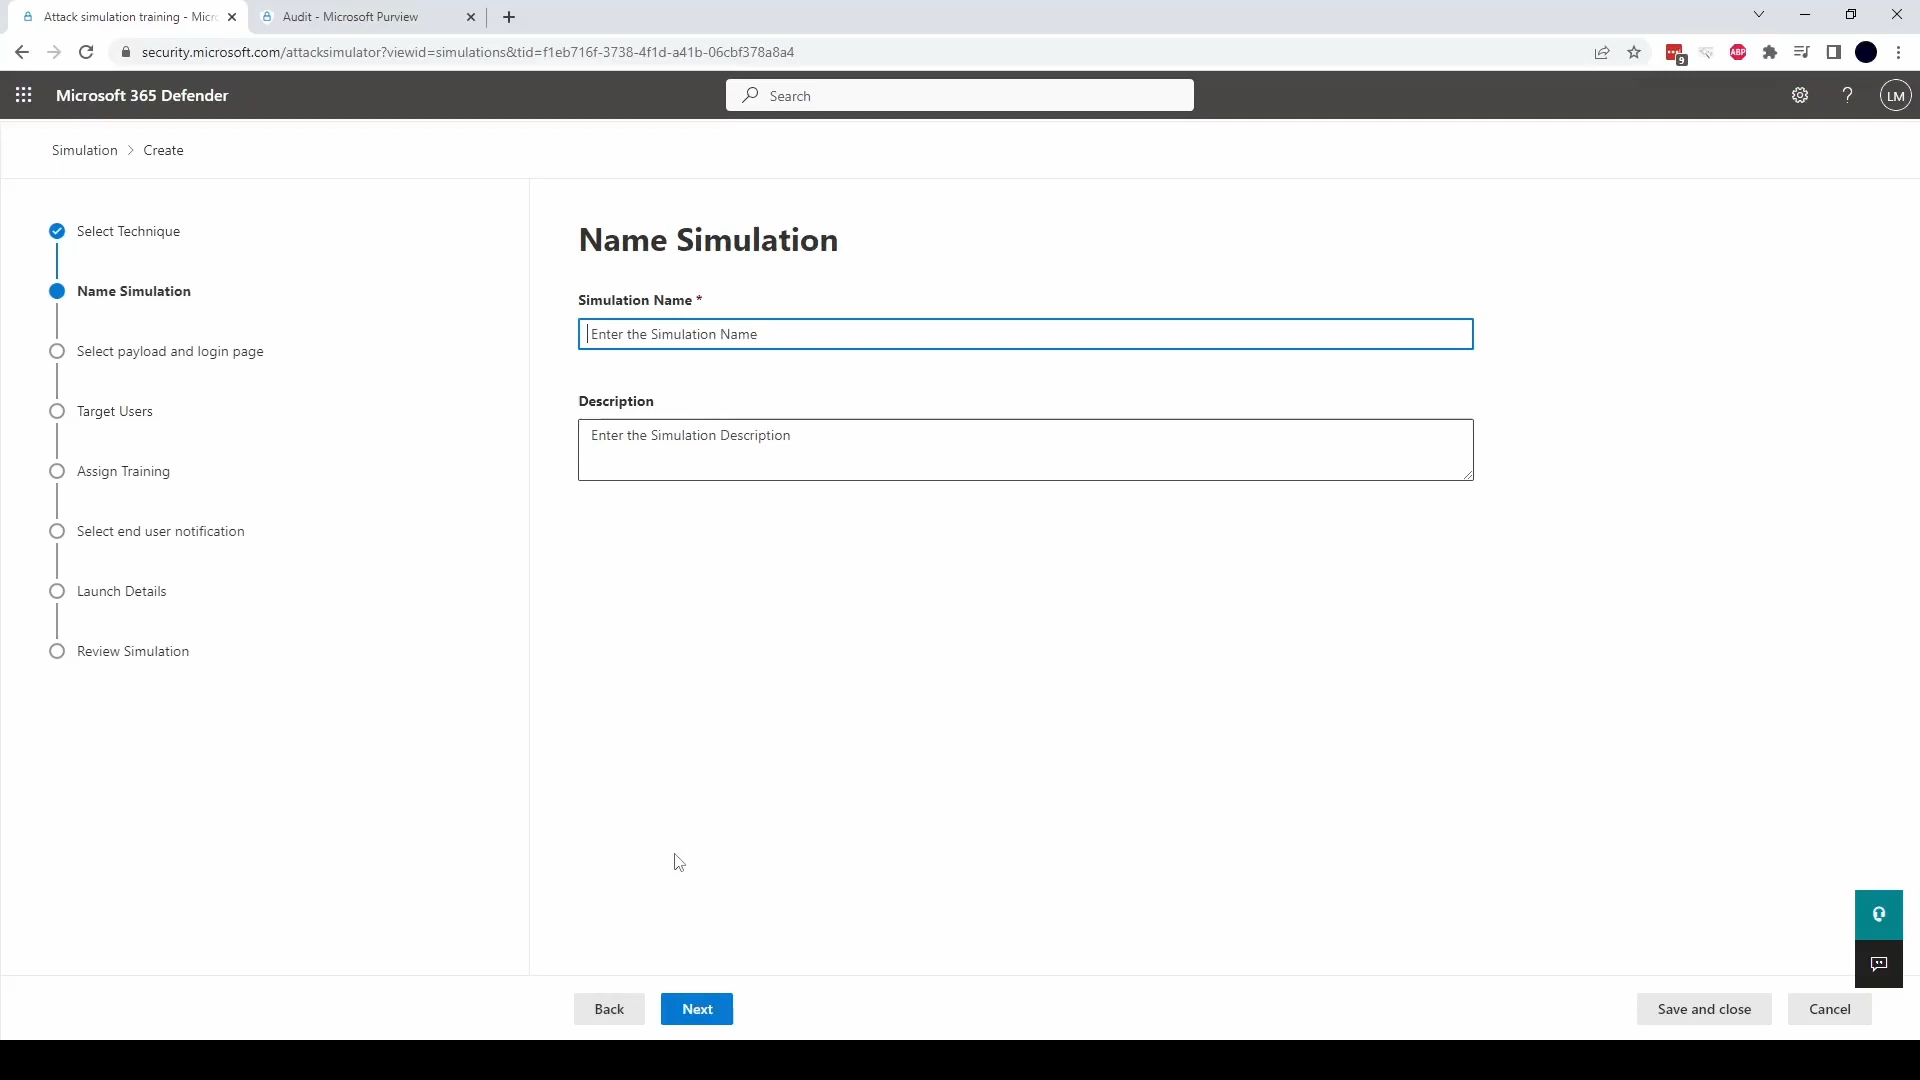 Attack simulation training - Micro
Audit - Microsoft Purview
security.microsoft.com/attacksimulator?viewid=simulations&tid=f1eb716f-3738-4f1d-a41b-06cbf378a8a4
9
ABP
Microsoft 365 Defender
Search
?
LM
Simulation > Create
Select Technique
Name Simulation
Select payload and login page
Target Users
Assign Training
Select end user notification
Launch Details
Review Simulation
Name Simulation
Simulation Name *
Enter the Simulation Name
Description
Enter the Simulation Description
Back
Next
Save and close
Cancel